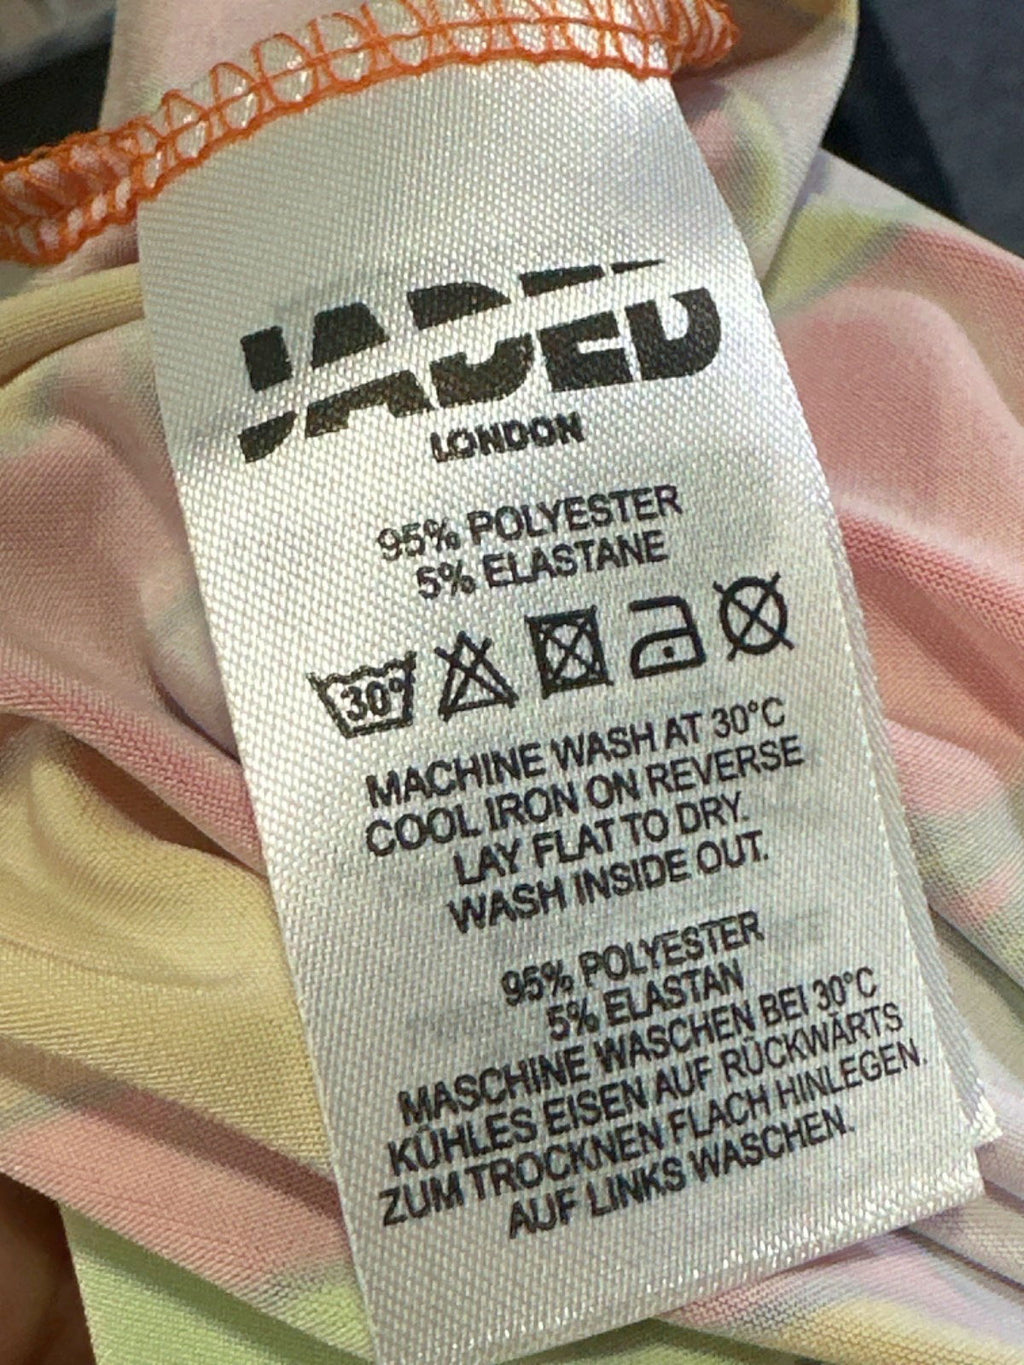 JADED
LONDON
95% POLYESTER
5% ELASTANE
30°
MACHINE WASH AT 30°C
COOL IRON ON REVERSE
LAY FLAT TO DRY.
WASH INSIDE OUT.
95% POLYESTER
5% ELASTAN
MASCHINE WASCHEN BEI 30°C
KÜHLES EISEN AUF RÜCKWÄRTS
ZUM TROCKNEN FLACH HINLEGEN.
AUF LINKS WASCHEN.